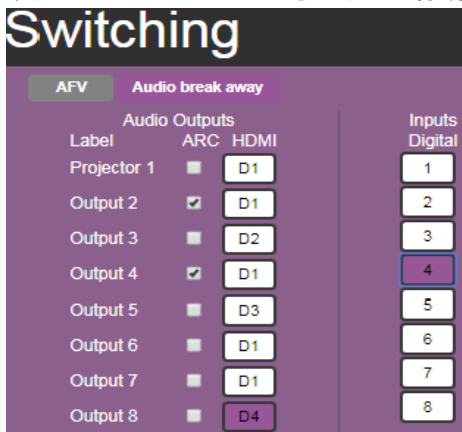 Switching
AFV Audio break away
Audio Outputs Inputs
Label ARC HDMI Digital
Projector 1 D1 1
Output 2 D1 2
Output 3 D2 3
Output 4 D1 4
Output 5 D3 5
Output 6 D1 6
Output 7 D1 7
Output 8 D4 8